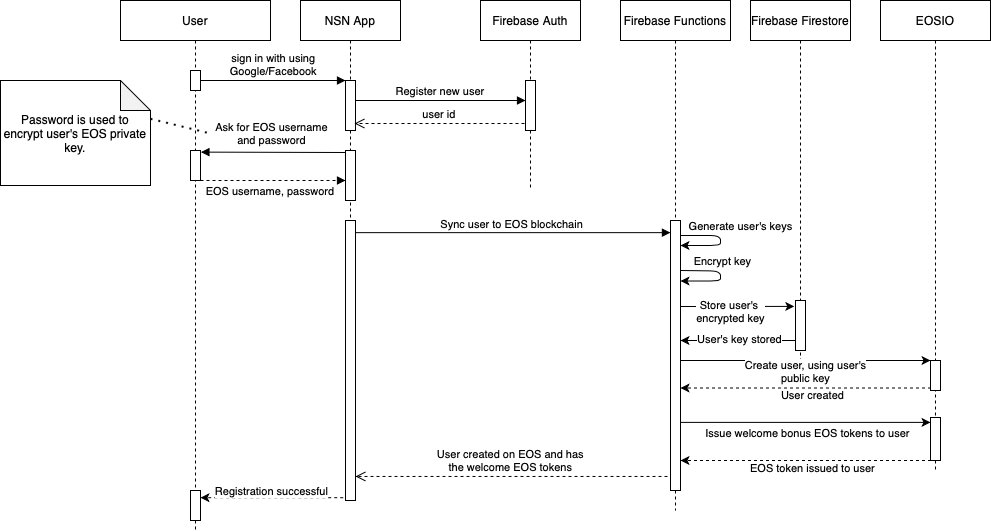 User
NSN App
Firebase Auth
Firebase Functions
Firebase Firestore
EOSIO
sign in with using
Google/Facebook
Register new user
user id
Password is used to
encrypt user's EOS private
key.
Ask for EOS username
and password
EOS username, password
Sync user to EOS blockchain
Generate user's keys
Encrypt key
Store user's
encrypted key
User's key stored
Create user, using user's
public key
User created
Issue welcome bonus EOS tokens to user
User created on EOS and has
the welcome EOS tokens
EOS token issued to user
Registration successful